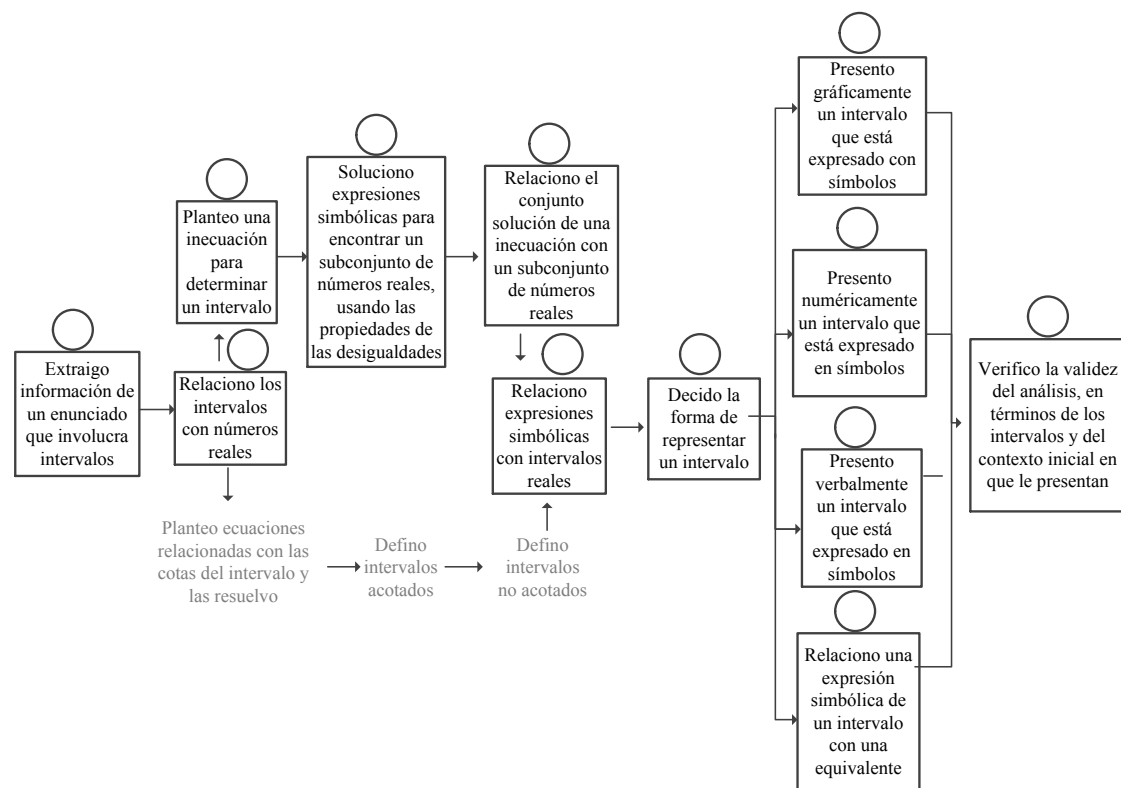 Extraigo
información de
un enunciado
que involucra
intervalos
Relaciono los
intervalos
con números
reales
Planteo una
inecuación
para
determinar
un intervalo
Soluciono
expresiones
simbólicas para
encontrar un
subconjunto de
números reales,
usando las
propiedades de
las desigualdades
Relaciono el
conjunto
solución de una
inecuación con
un subconjunto
de números
reales
Planteo ecuaciones
relacionadas con las
cotas del intervalo y
las resuelvo
Defino
intervalos
acotados
Defino
intervalos
no acotados
Relaciono
expresiones
simbólicas
con intervalos
reales
Decido la
forma de
representar
un intervalo
Presento
gráficamente
un intervalo
que está
expresado con
símbolos
Presento
numéricamente
un intervalo que
está expresado
en símbolos
Presento
verbalmente
un intervalo
que está
expresado en
símbolos
Relaciono una
expresión
simbólica de
un intervalo
con una
equivalente
Verifico la validez
del análisis, en
términos de los
intervalos y del
contexto inicial en
que le presentan